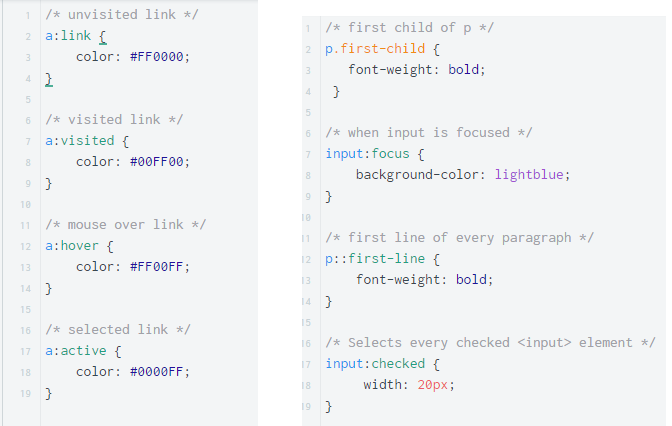 1 /* unvisited link */
2 a:link {
3 color: #FF0000;
4 }
5
6 /* visited link */
7 a:visited {
8 color: #00FF00;
9 }
10
11 /* mouse over link */
12 a:hover {
13 color: #FF00FF;
14 }
15
16 /* selected link */
17 a:active {
18 color: #0000FF;
19 }
1 /* first child of p */
2 p.first-child {
3 font-weight: bold;
4 }
5
6 /* when input is focused */
7 input:focus {
8 background-color: lightblue;
9 }
10
11 /* first line of every paragraph */
12 p::first-line {
13 font-weight: bold;
14 }
15
16 /* Selects every checked <input> element */
17 input:checked {
18 width: 20px;
19 }